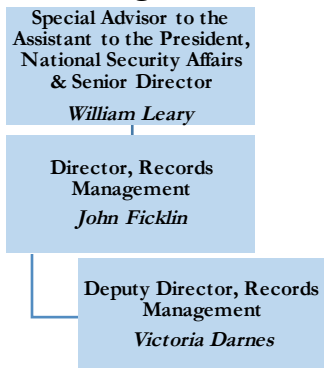 Special Advisor to the
Assistant to the President,
National Security Affairs
& Senior Director
William Leary
Director, Records
Management
John Ficklin
Deputy Director, Records
Management
Victoria Darnes